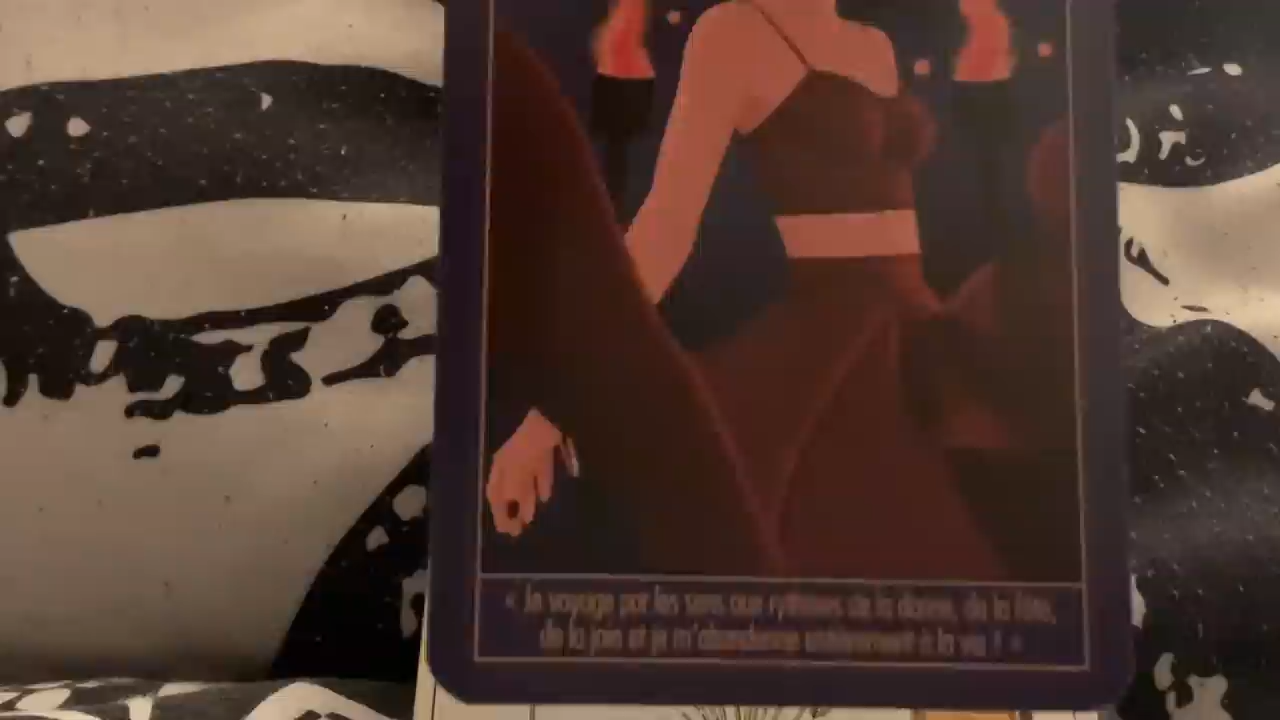 « Je voyage par les sens aux rythmes de la danse, de la fête,
de la joie et je m'abandonne entièrement à la vie ! »